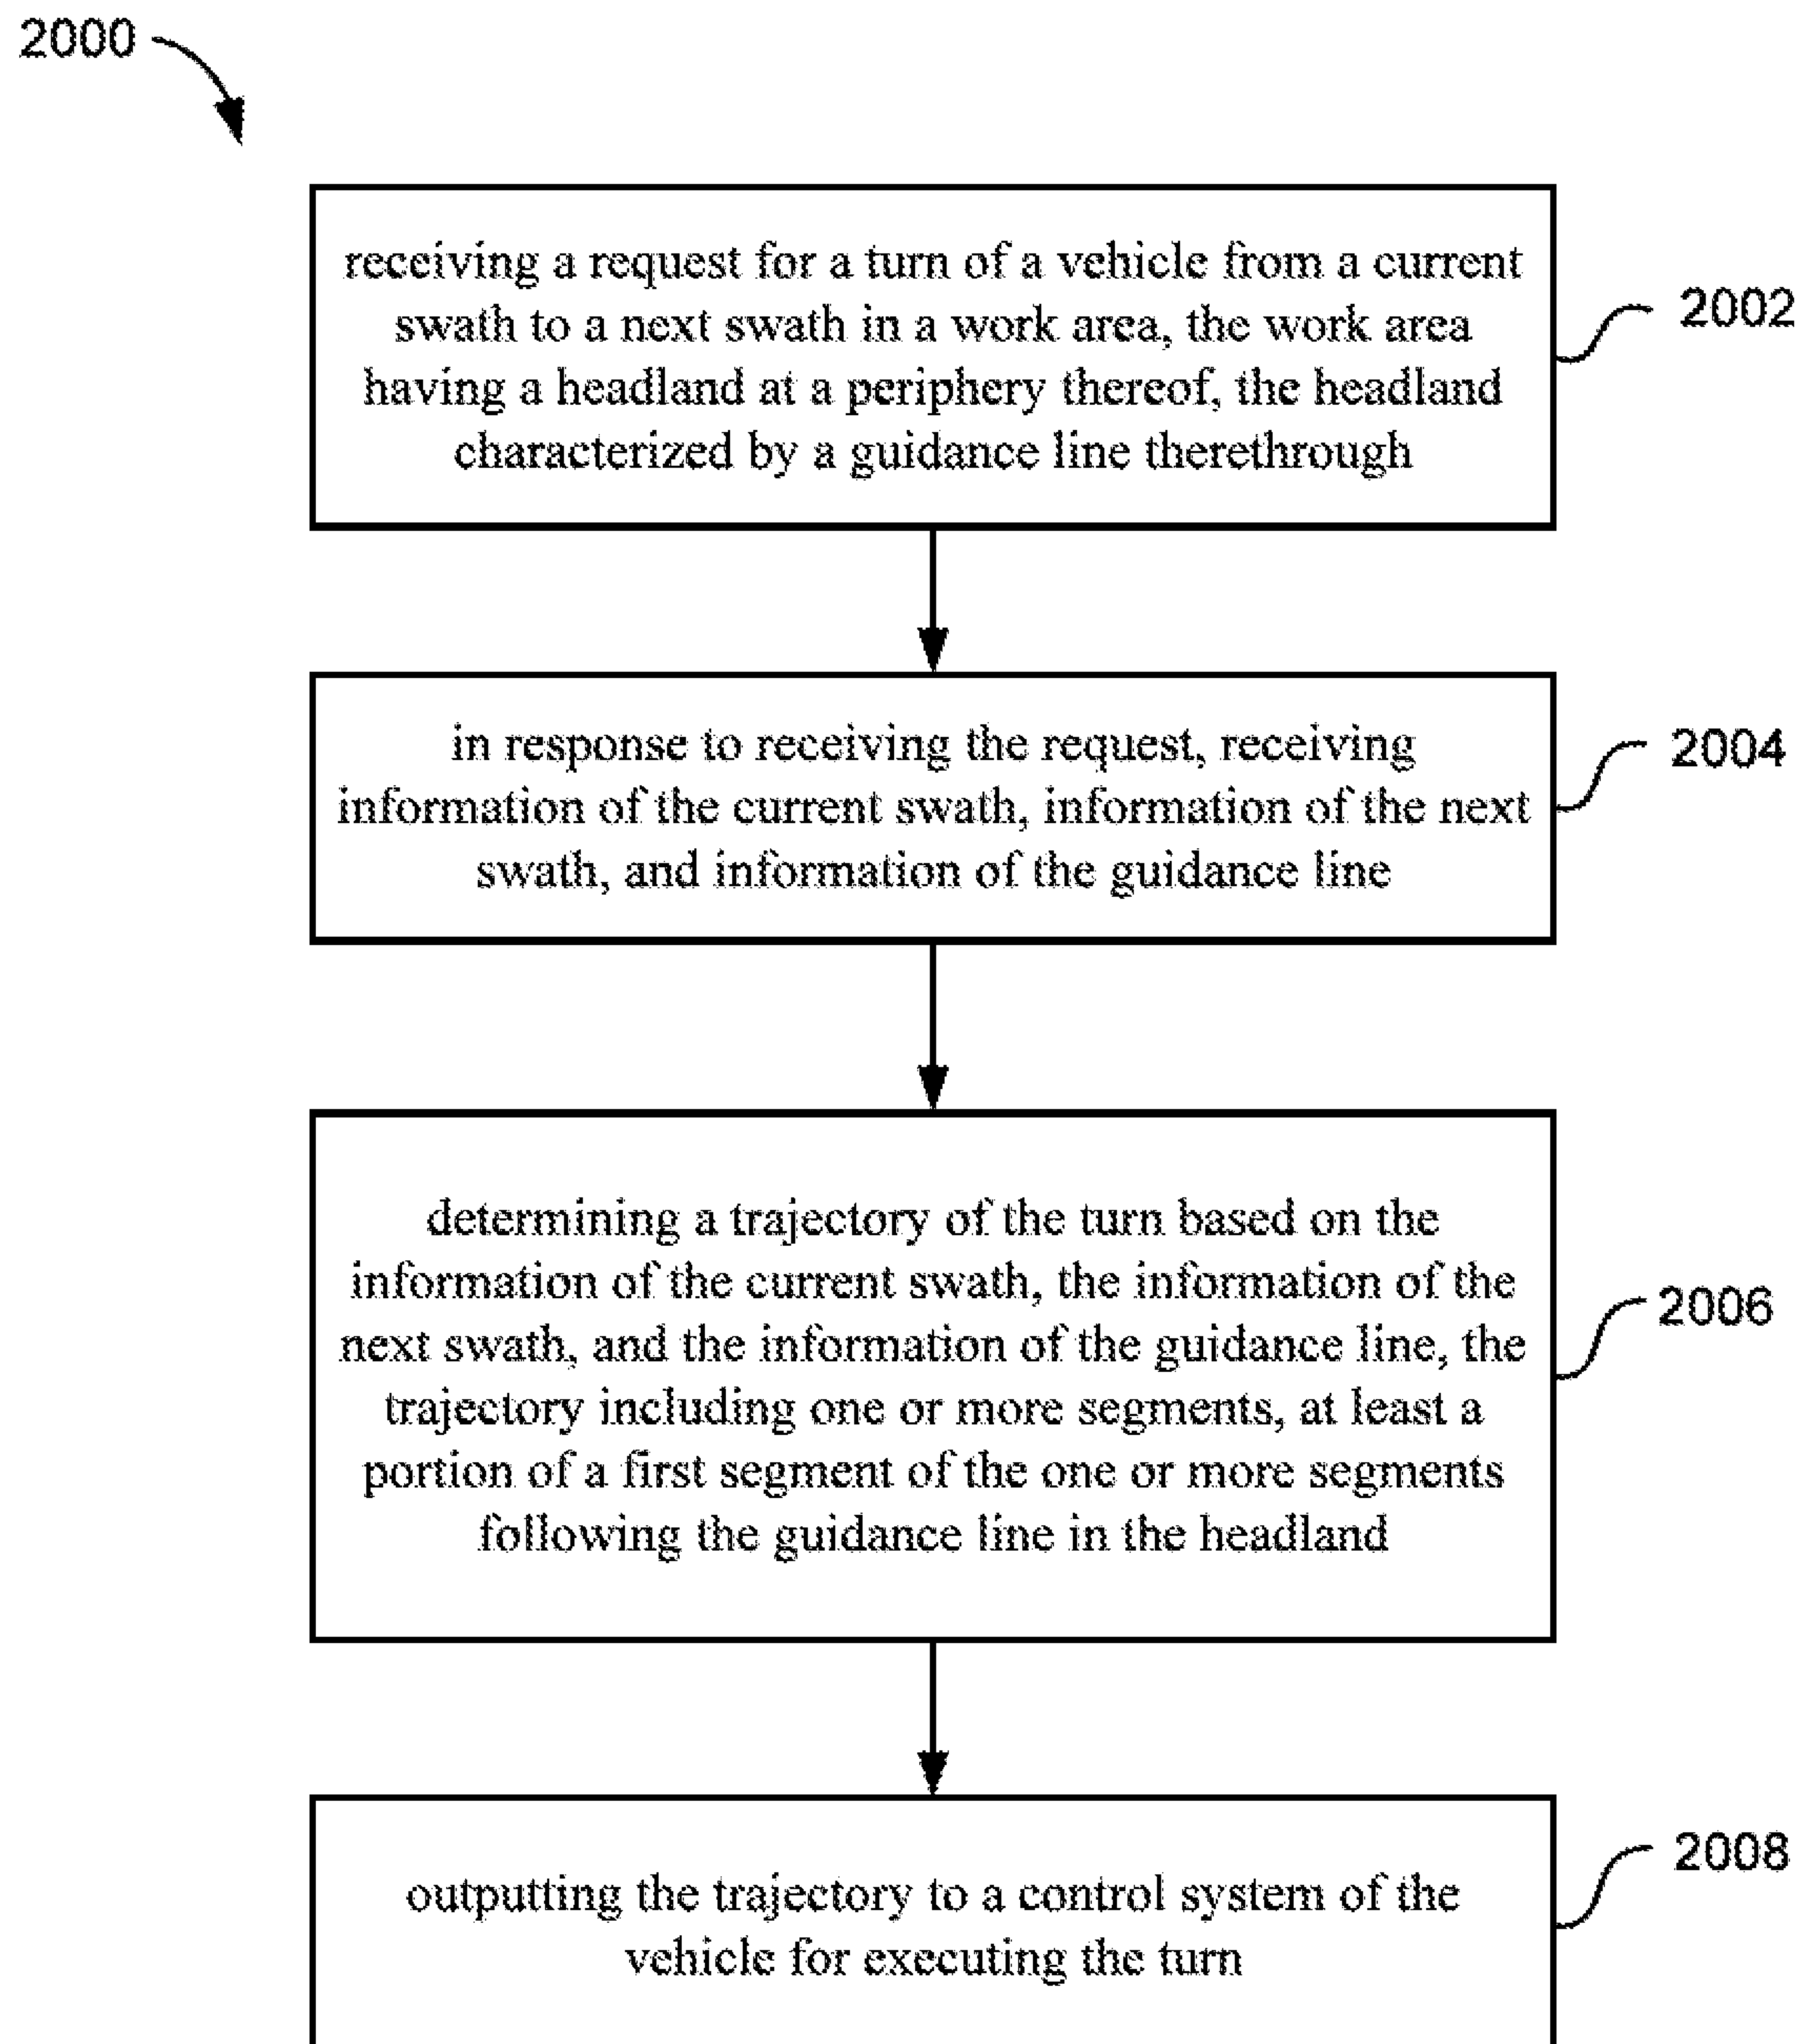 2000
receiving a request for a turn of a vehicle from a current
swath to a next swath in a work area, the work area
having a headland at a periphery thereof, the headland
characterized by a guidance line therethrough
2002
in response to receiving the request, receiving
information of the current swath, information of the next
swath, and information of the guidance line
2004
determining a trajectory of the turn based on the
information of the current swath, the information of the
next swath, and the information of the guidance line, the
trajectory including one or more segments, at least a
portion of a first segment of the one or more segments
following the guidance line in the headland
2006
outputting the trajectory to a control system of the
vehicle for executing the turn
2008